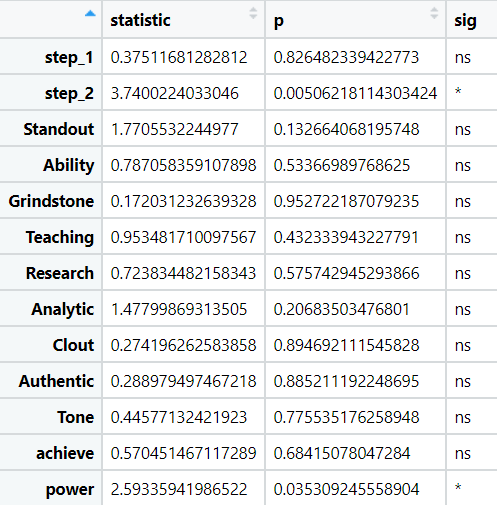 statistic p sig
step_1 0.37511681282812 0.826482339422773 ns
step_2 3.7400224033046 0.00506218114303424 *
Standout 1.7705532244977 0.132664068195748 ns
Ability 0.787058359107898 0.53366989768625 ns
Grindstone 0.172031232639328 0.952722187079235 ns
Teaching 0.953481710097567 0.432333943227791 ns
Research 0.723834482158343 0.575742945293866 ns
Analytic 1.47799869313505 0.20683503476801 ns
Clout 0.274196262583858 0.894692111545828 ns
Authentic 0.288979497467218 0.885211192248695 ns
Tone 0.44577132421923 0.775535176258948 ns
achieve 0.570451467117289 0.68415078047284 ns
power 2.59335941986522 0.035309245558904 *